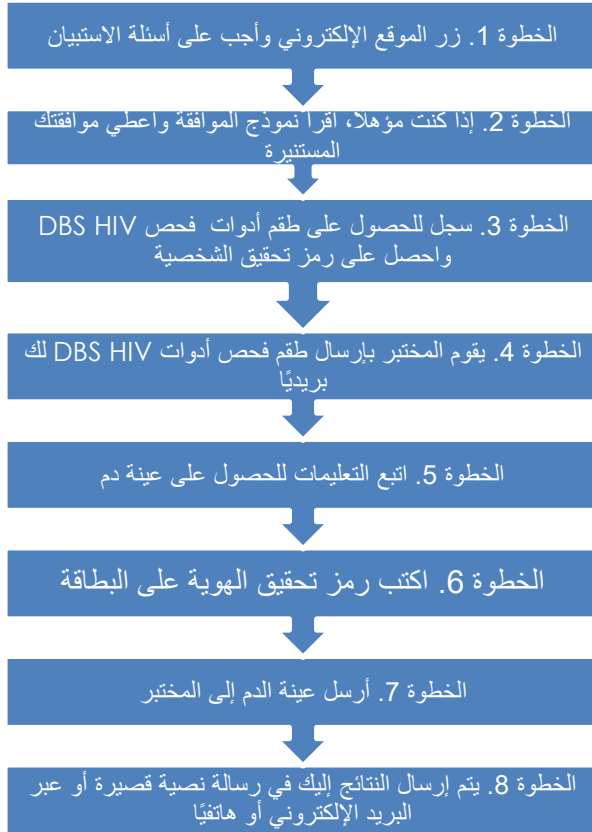 الخطوة 1. زر الموقع الإلكتروني وأجب على أسئلة الاستبيان
الخطوة 2. إذا كنت مؤهلا، اقرأ نموذج الموافقة واعطي موافقتك
المستنيرة
الخطوة 3. سجل للحصول على طقم أدوات فحص DBS HIV
واحصل على رمز تحقيق الشخصية
الخطوة 4. يقوم المختبر بإرسال طقم فحص أدوات DBS HIV لك
بريديًا
الخطوة 5. اتبع التعليمات للحصول على عينة دم
الخطوة 6. اكتب رمز تحقيق الهوية على البطاقة
الخطوة 7. أرسل عينة الدم إلى المختبر
الخطوة 8. يتم إرسال النتائج إليك في رسالة نصية قصيرة أو عبر
البريد الإلكتروني أو هاتفيًا